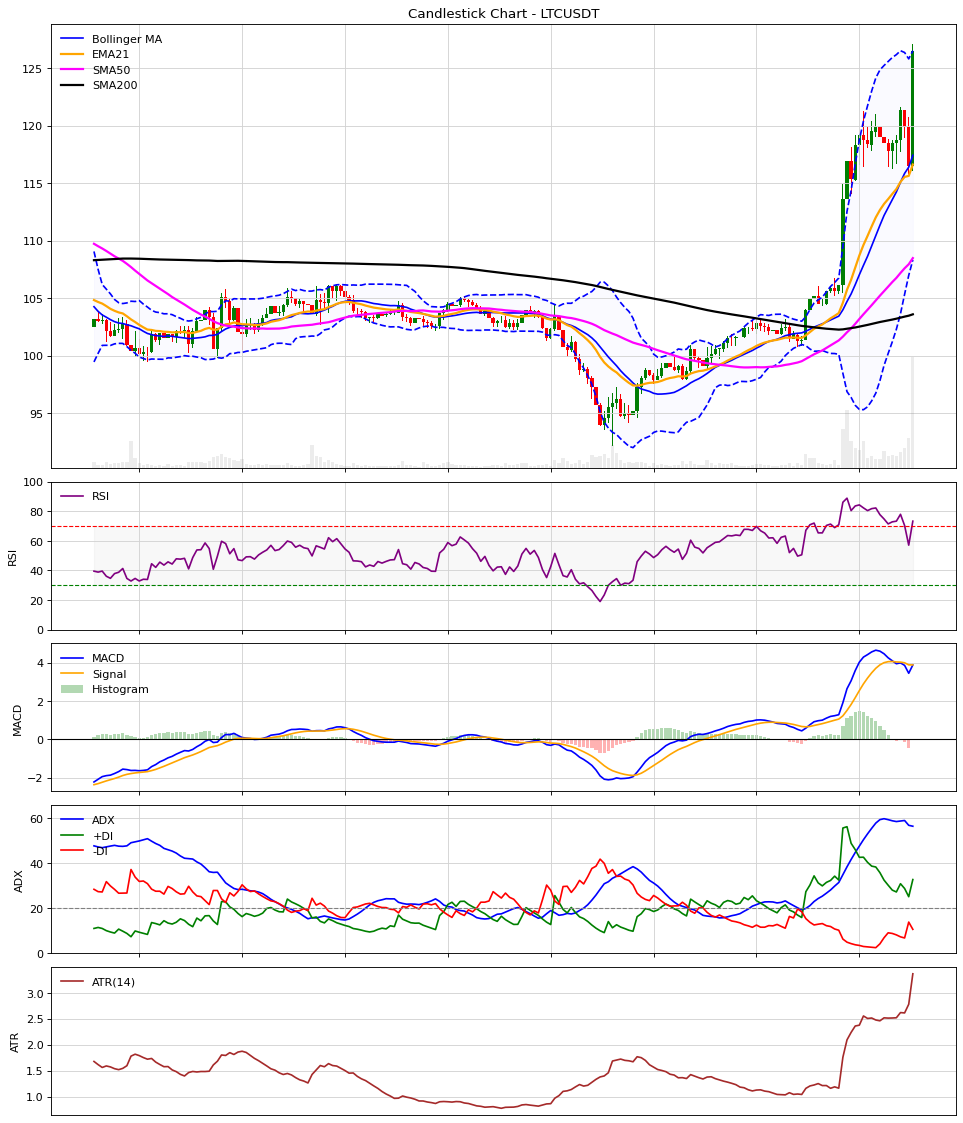 Candlestick Chart - LTCUSDT
Bollinger MA
EMA21
SMA50
SMA200
125
120
115
110
105
100
95
RSI
100
80
60
40
20
0
RSI
MACD
Signal
Histogram
4
2
0
−2
MACD
ADX
+DI
-DI
60
40
20
0
ADX
ATR(14)
3.0
2.5
2.0
1.5
1.0
ATR